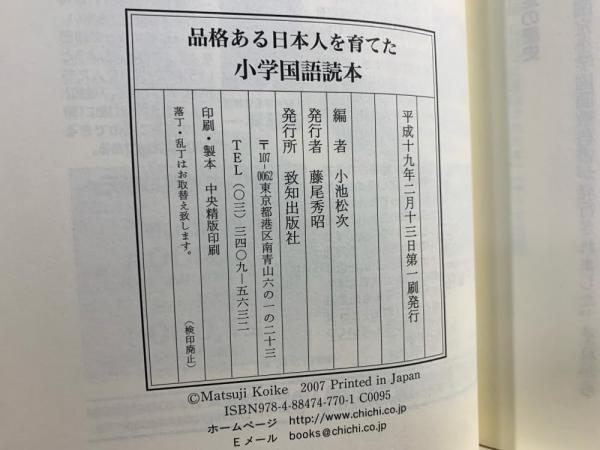 品格ある日本人を育てた
小学国語読本
平成十九年二月十三日第一刷発行
編者 小池松次
発行者 藤尾秀昭
発行所 致知出版社
〒107-0062 東京都港区南青山六の一の二十三
TEL（〇三）三四〇九―五六三二
印刷・製本 中央精版印刷
落丁・乱丁はお取替え致します。
（検印廃止）
©Matsuji Koike 2007 Printed in Japan
ISBN978-4-88474-770-1 C0095
ホームページ http://www.chichi.co.jp
Eメール books@chichi.co.jp